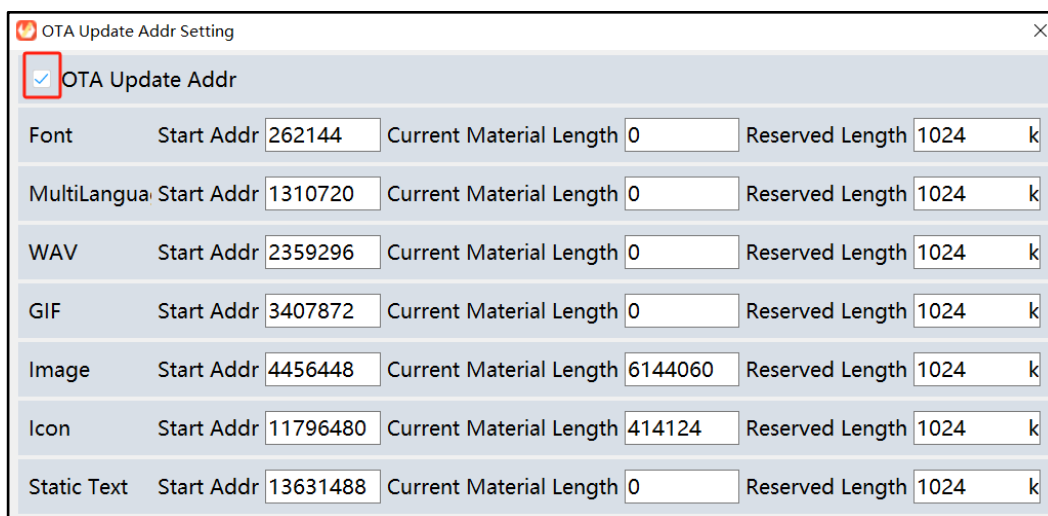 OTA Update Addr Setting
OTA Update Addr
Font Start Addr 262144 Current Material Length 0 Reserved Length 1024 k
MultiLangua Start Addr 1310720 Current Material Length 0 Reserved Length 1024 k
WAV Start Addr 2359296 Current Material Length 0 Reserved Length 1024 k
GIF Start Addr 3407872 Current Material Length 0 Reserved Length 1024 k
Image Start Addr 4456448 Current Material Length 6144060 Reserved Length 1024 k
Icon Start Addr 11796480 Current Material Length 414124 Reserved Length 1024 k
Static Text Start Addr 13631488 Current Material Length 0 Reserved Length 1024 k